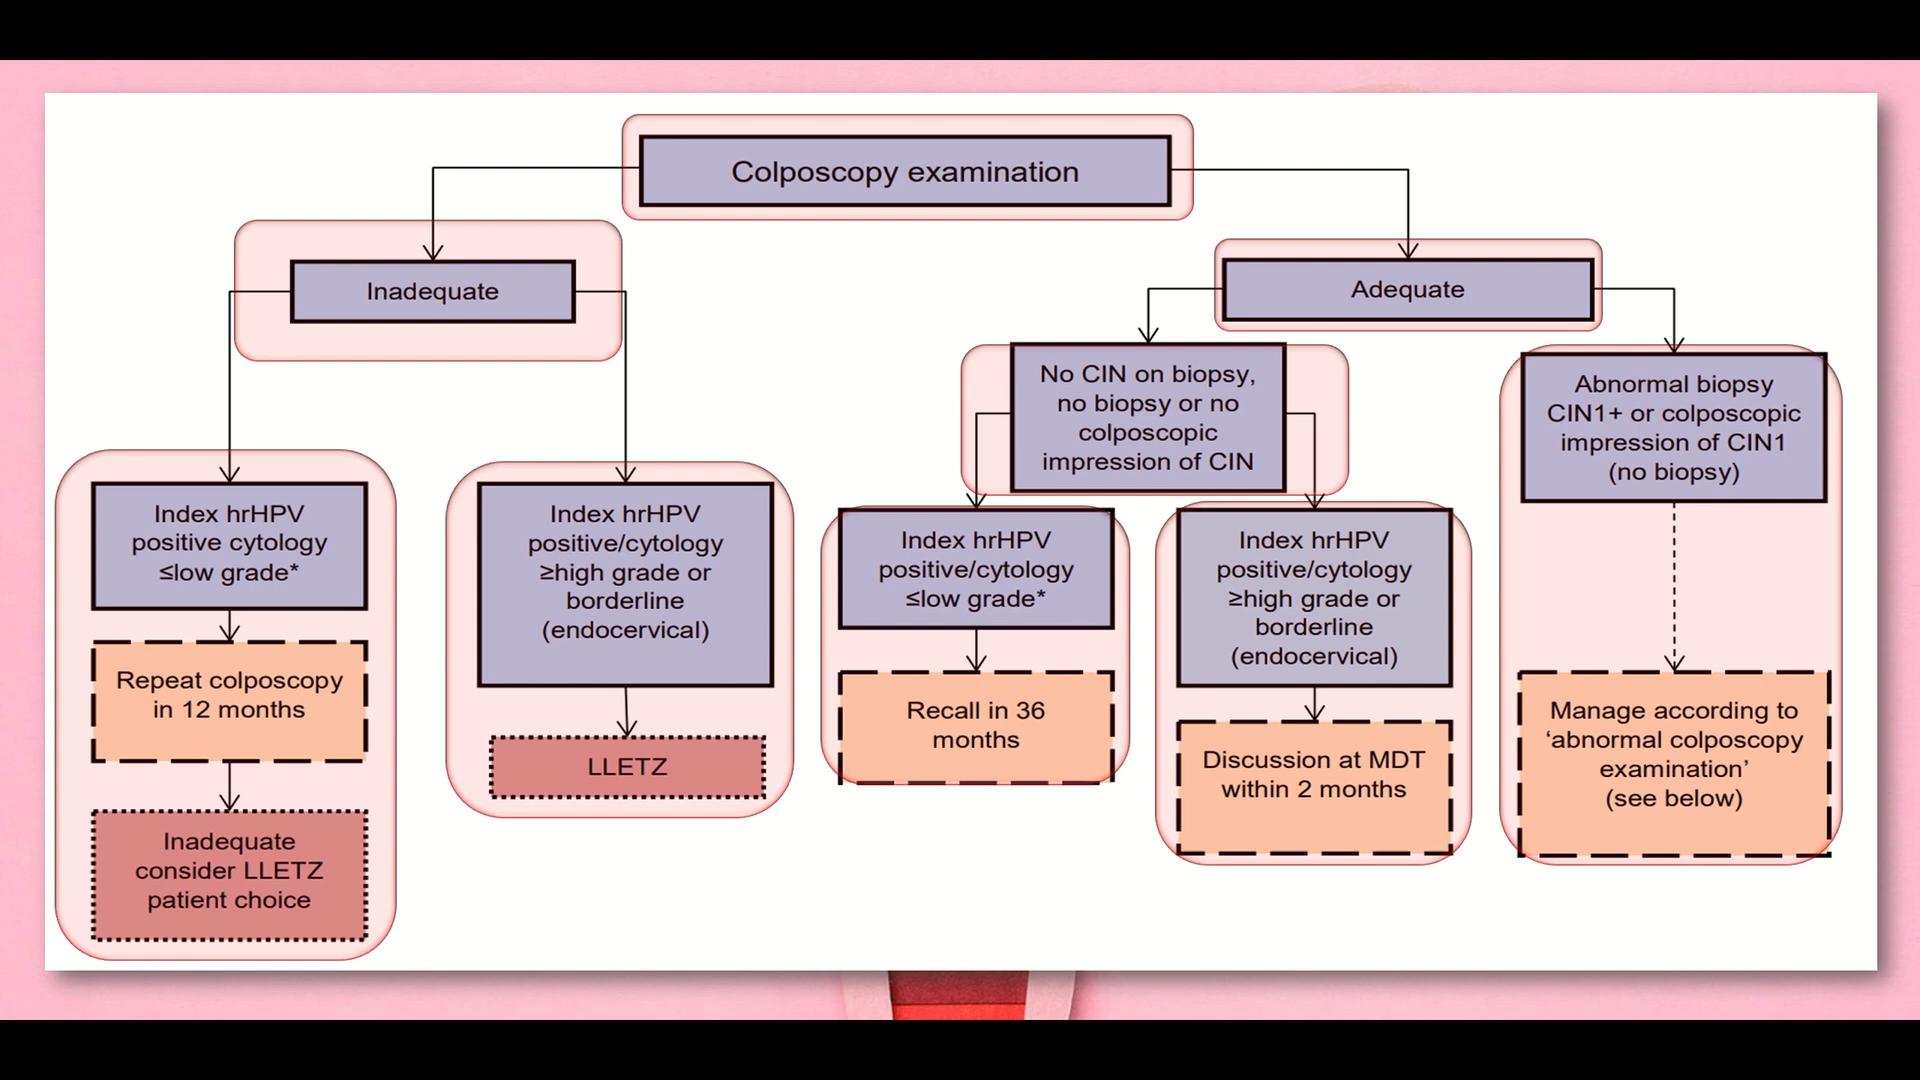 Colposcopy examination
Inadequate
Adequate
No CIN on biopsy,
no biopsy or no
colposcopic
impression of CIN
Abnormal biopsy
CIN1+ or colposcopic
impression of CIN1
(no biopsy)
Index hrHPV
positive cytology
≤low grade*
Index hrHPV
positive/cytology
≥high grade or
borderline
(endocervical)
Index hrHPV
positive/cytology
≤low grade*
Index hrHPV
positive/cytology
≥high grade or
borderline
(endocervical)
Repeat colposcopy
in 12 months
LLETZ
Recall in 36
months
Discussion at MDT
within 2 months
Manage according to
‘abnormal colposcopy
examination’
(see below)
Inadequate
consider LLETZ
patient choice